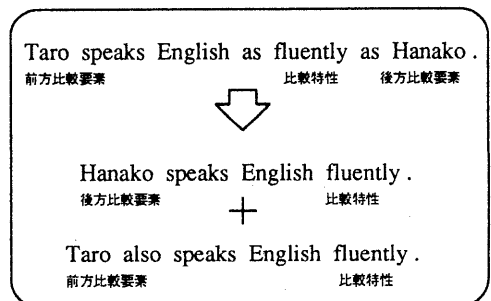 Taro speaks English as fluently as Hanako .
前方比較要素 比較特性 後方比較要素
Hanako speaks English fluently .
後方比較要素 比較特性
+
Taro also speaks English fluently .
前方比較要素 比較特性